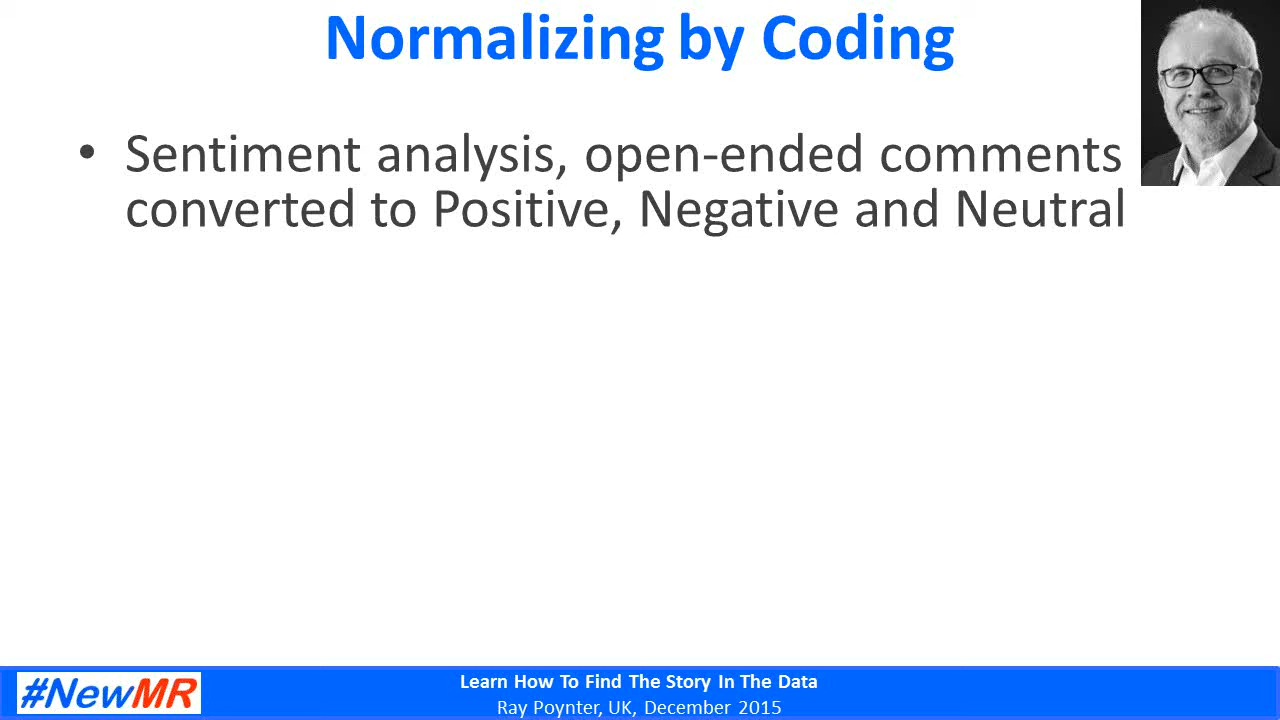 Normalizing by Coding
• Sentiment analysis, open-ended comments
converted to Positive, Negative and Neutral
#NewMR
Learn How To Find The Story In The Data
Ray Poynter, UK, December 2015